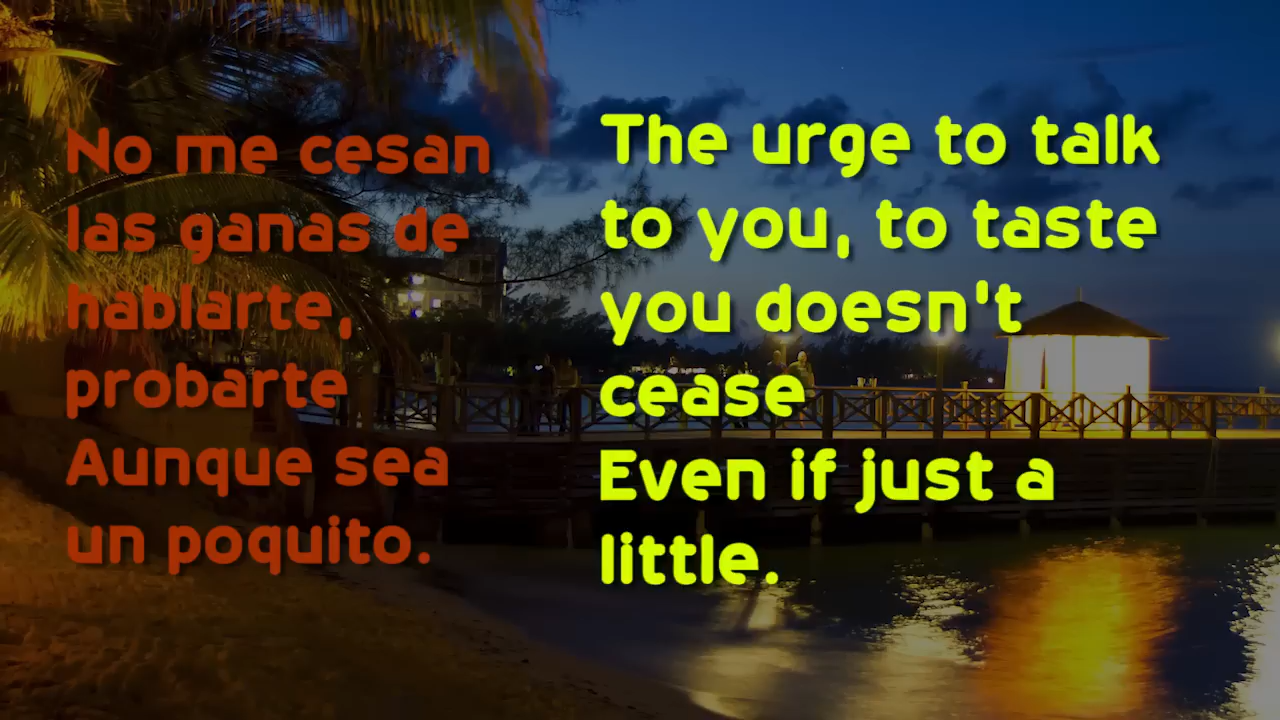 No me cesan
las ganas de
hablarte,
probarte
Aunque sea
un poquito.
The urge to talk
to you, to taste
you doesn't
cease
Even if just a
little.